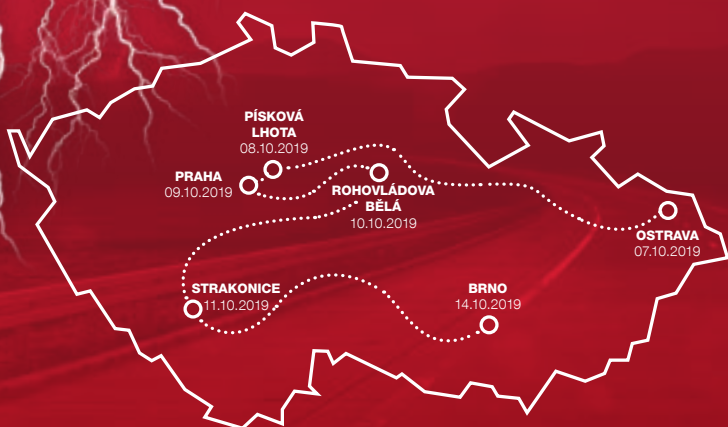 PÍSKOVÁ
LHOTA
08.10.2019
PRAHA
09.10.2019
ROHOVLÁDOVA
BĚLÁ
10.10.2019
OSTRAVA
07.10.2019
STRAKONICE
11.10.2019
BRNO
14.10.2019